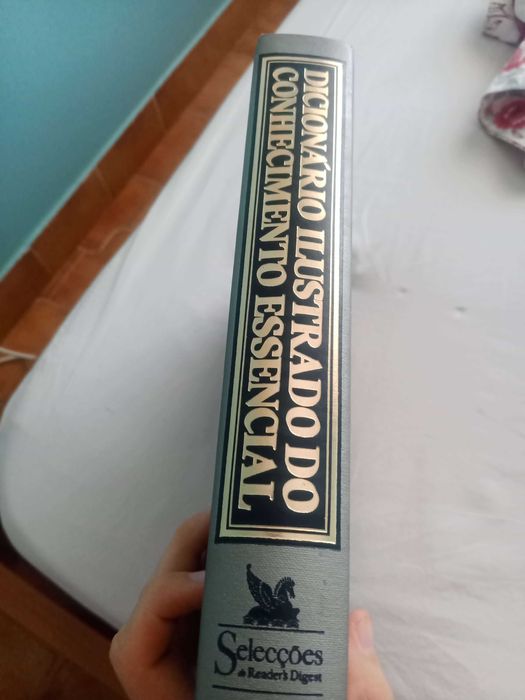 DICIONÁRIO ILUSTRADO DO
CONHECIMENTO ESSENCIAL
Selecções
do Reader's Digest